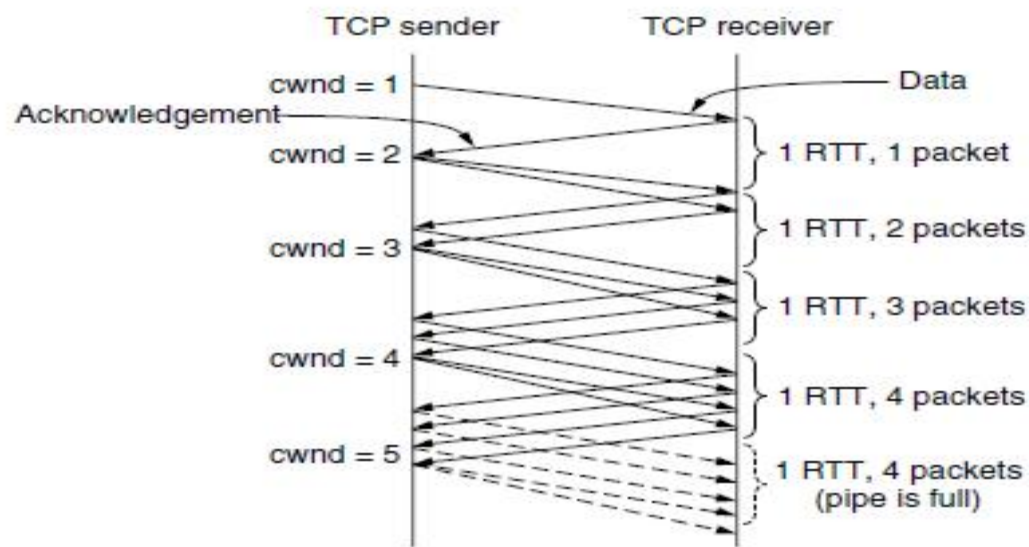 TCP sender
TCP receiver
cwnd = 1
Data
Acknowledgement
cwnd = 2
1 RTT, 1 packet
1 RTT, 2 packets
cwnd = 3
1 RTT, 3 packets
cwnd = 4
1 RTT, 4 packets
cwnd = 5
1 RTT, 4 packets
(pipe is full)